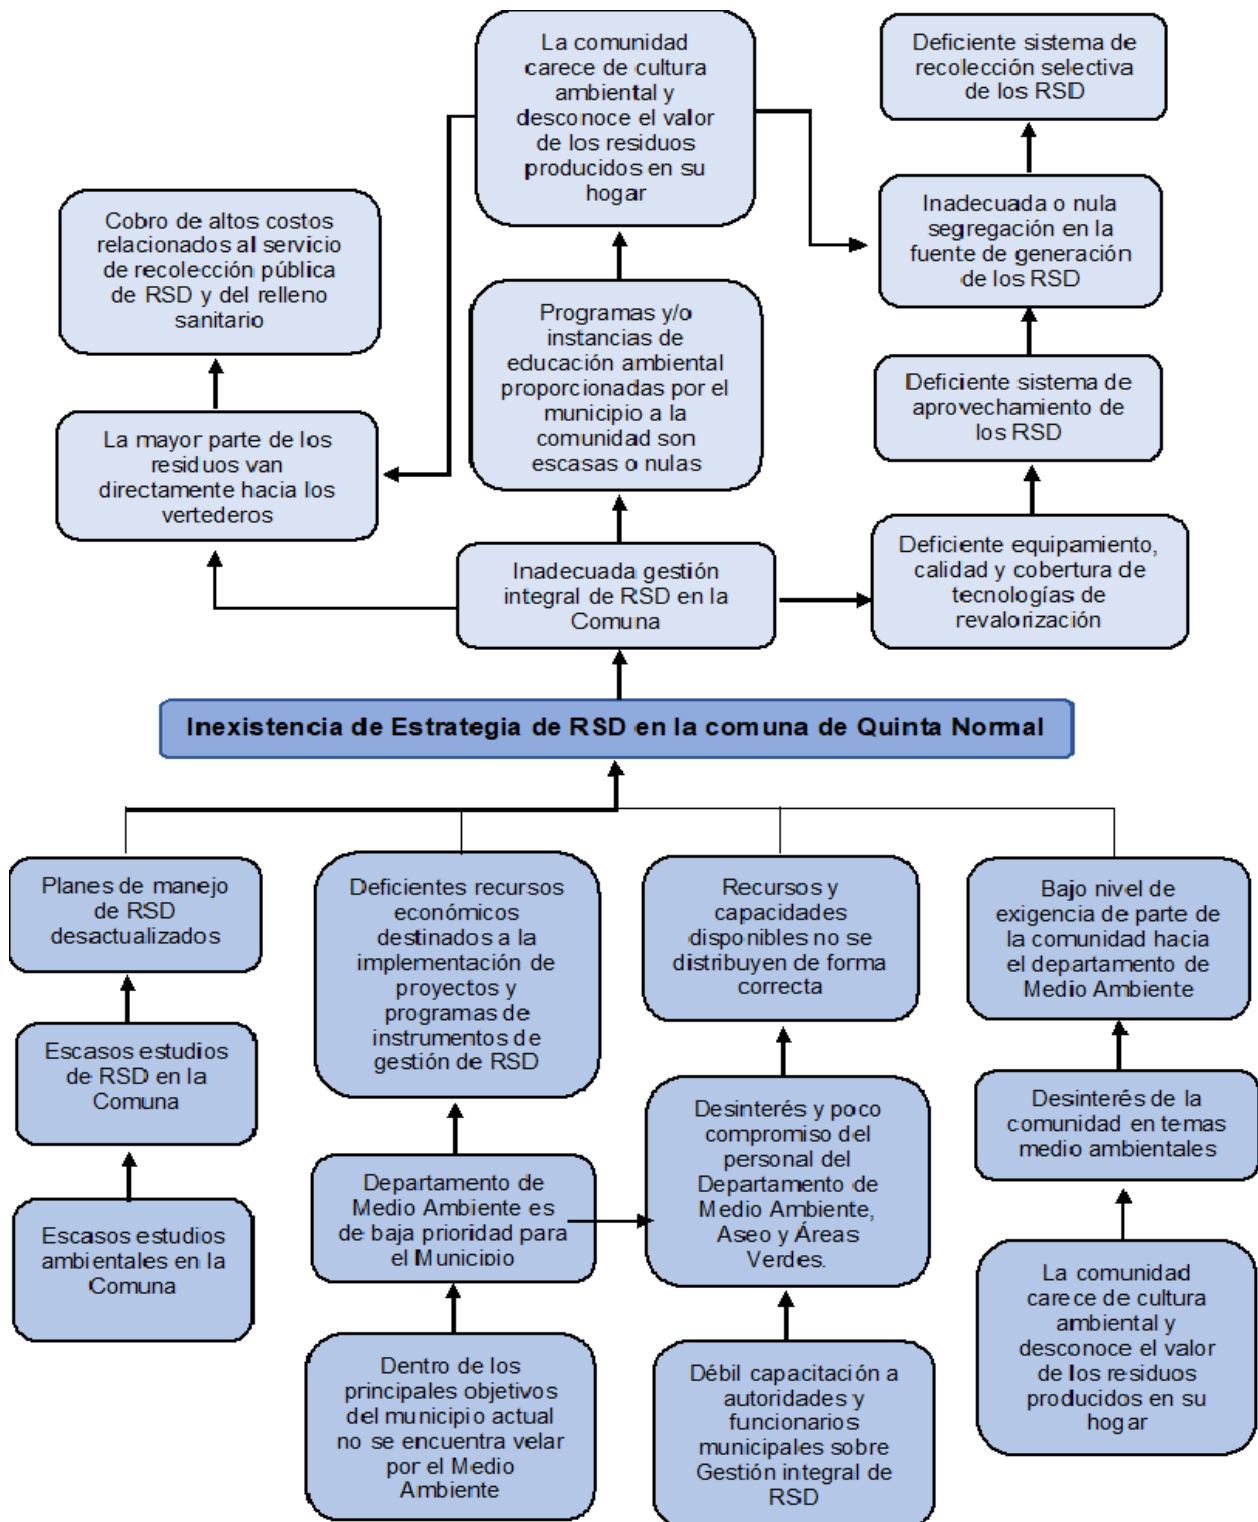 La comunidad
carece de cultura
ambiental y
desconoce el valor
de los residuos
producidos en su
hogar
Deficiente sistema de
recolección selectiva
de los RSD
Cobro de altos costos
relacionados al servicio
de recolección pública
de RSD y del relleno
sanitario
Inadecuada o nula
segregación en la
fuente de generación
de los RSD
Programas y/o
instancias de
educación ambiental
proporcionadas por el
municipio a la
comunidad son
escasas o nulas
Deficiente sistema de
aprovechamiento de
los RSD
La mayor parte de los
residuos van
directamente hacia los
vertederos
Inadecuada gestión
integral de RSD en la
Comuna
Deficiente equipamiento,
calidad y cobertura de
tecnologías de
revalorización
Inexistencia de Estrategia de RSD en la comuna de Quinta Normal
Planes de manejo
de RSD
desactualizados
Deficientes recursos
económicos
destinados a la
implementación de
proyectos y
programas de
instrumentos de
gestión de RSD
Recursos y
capacidades
disponibles no se
distribuyen de forma
correcta
Bajo nivel de
exigencia de parte de
la comunidad hacia
el departamento de
Medio Ambiente
Escasos estudios
de RSD en la
Comuna
Departamento de
Medio Ambiente es
de baja prioridad para
el Municipio
Desinterés y poco
compromiso del
personal del
Departamento de
Medio Ambiente,
Aseo y Áreas
Verdes.
Desinterés de la
comunidad en temas
medio ambientales
Escasos estudios
ambientales en la
Comuna
Dentro de los
principales objetivos
del municipio actual
no se encuentra velar
por el Medio
Ambiente
Débil capacitación a
autoridades y
funcionarios
municipales sobre
Gestión integral de
RSD
La comunidad
carece de cultura
ambiental y
desconoce el valor
de los residuos
producidos en su
hogar